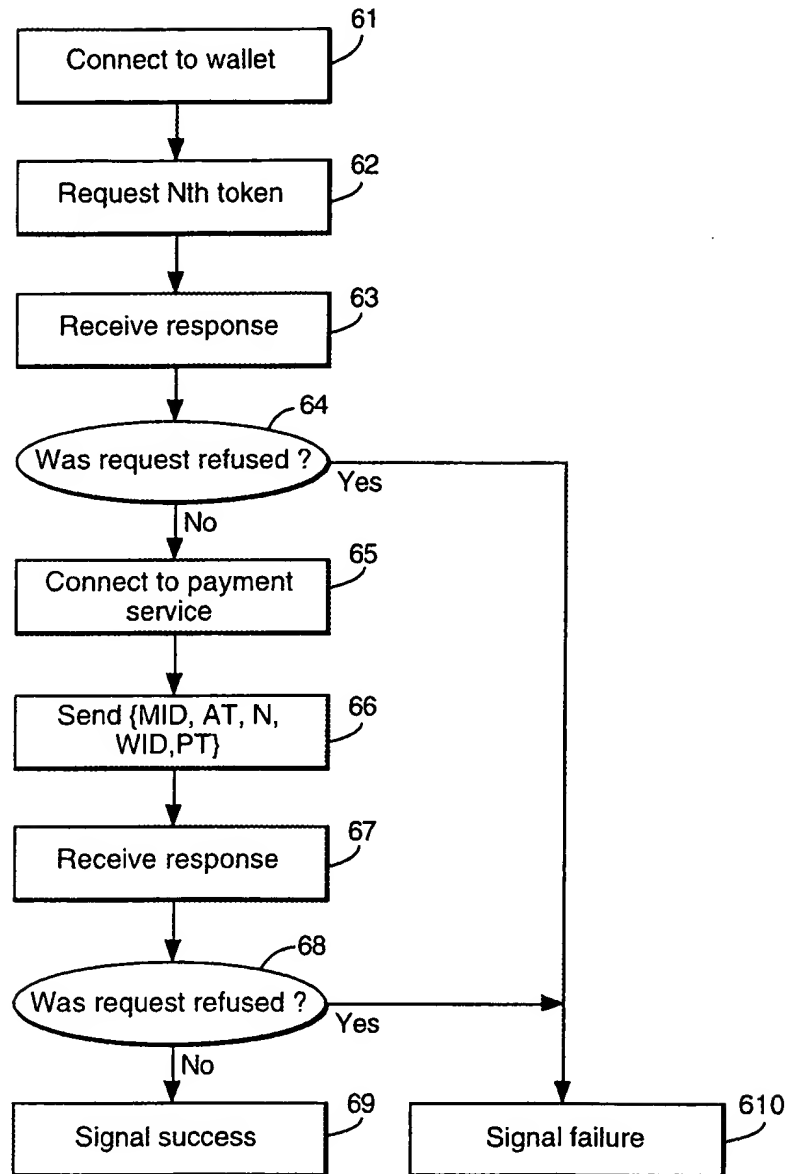 61
Connect to wallet
62
Request Nth token
63
Receive response
64
Was request refused ?
Yes
No
65
Connect to payment
service
66
Send {MID, AT, N,
WID,PT}
67
Receive response
68
Was request refused ?
Yes
No
69
Signal success
610
Signal failure